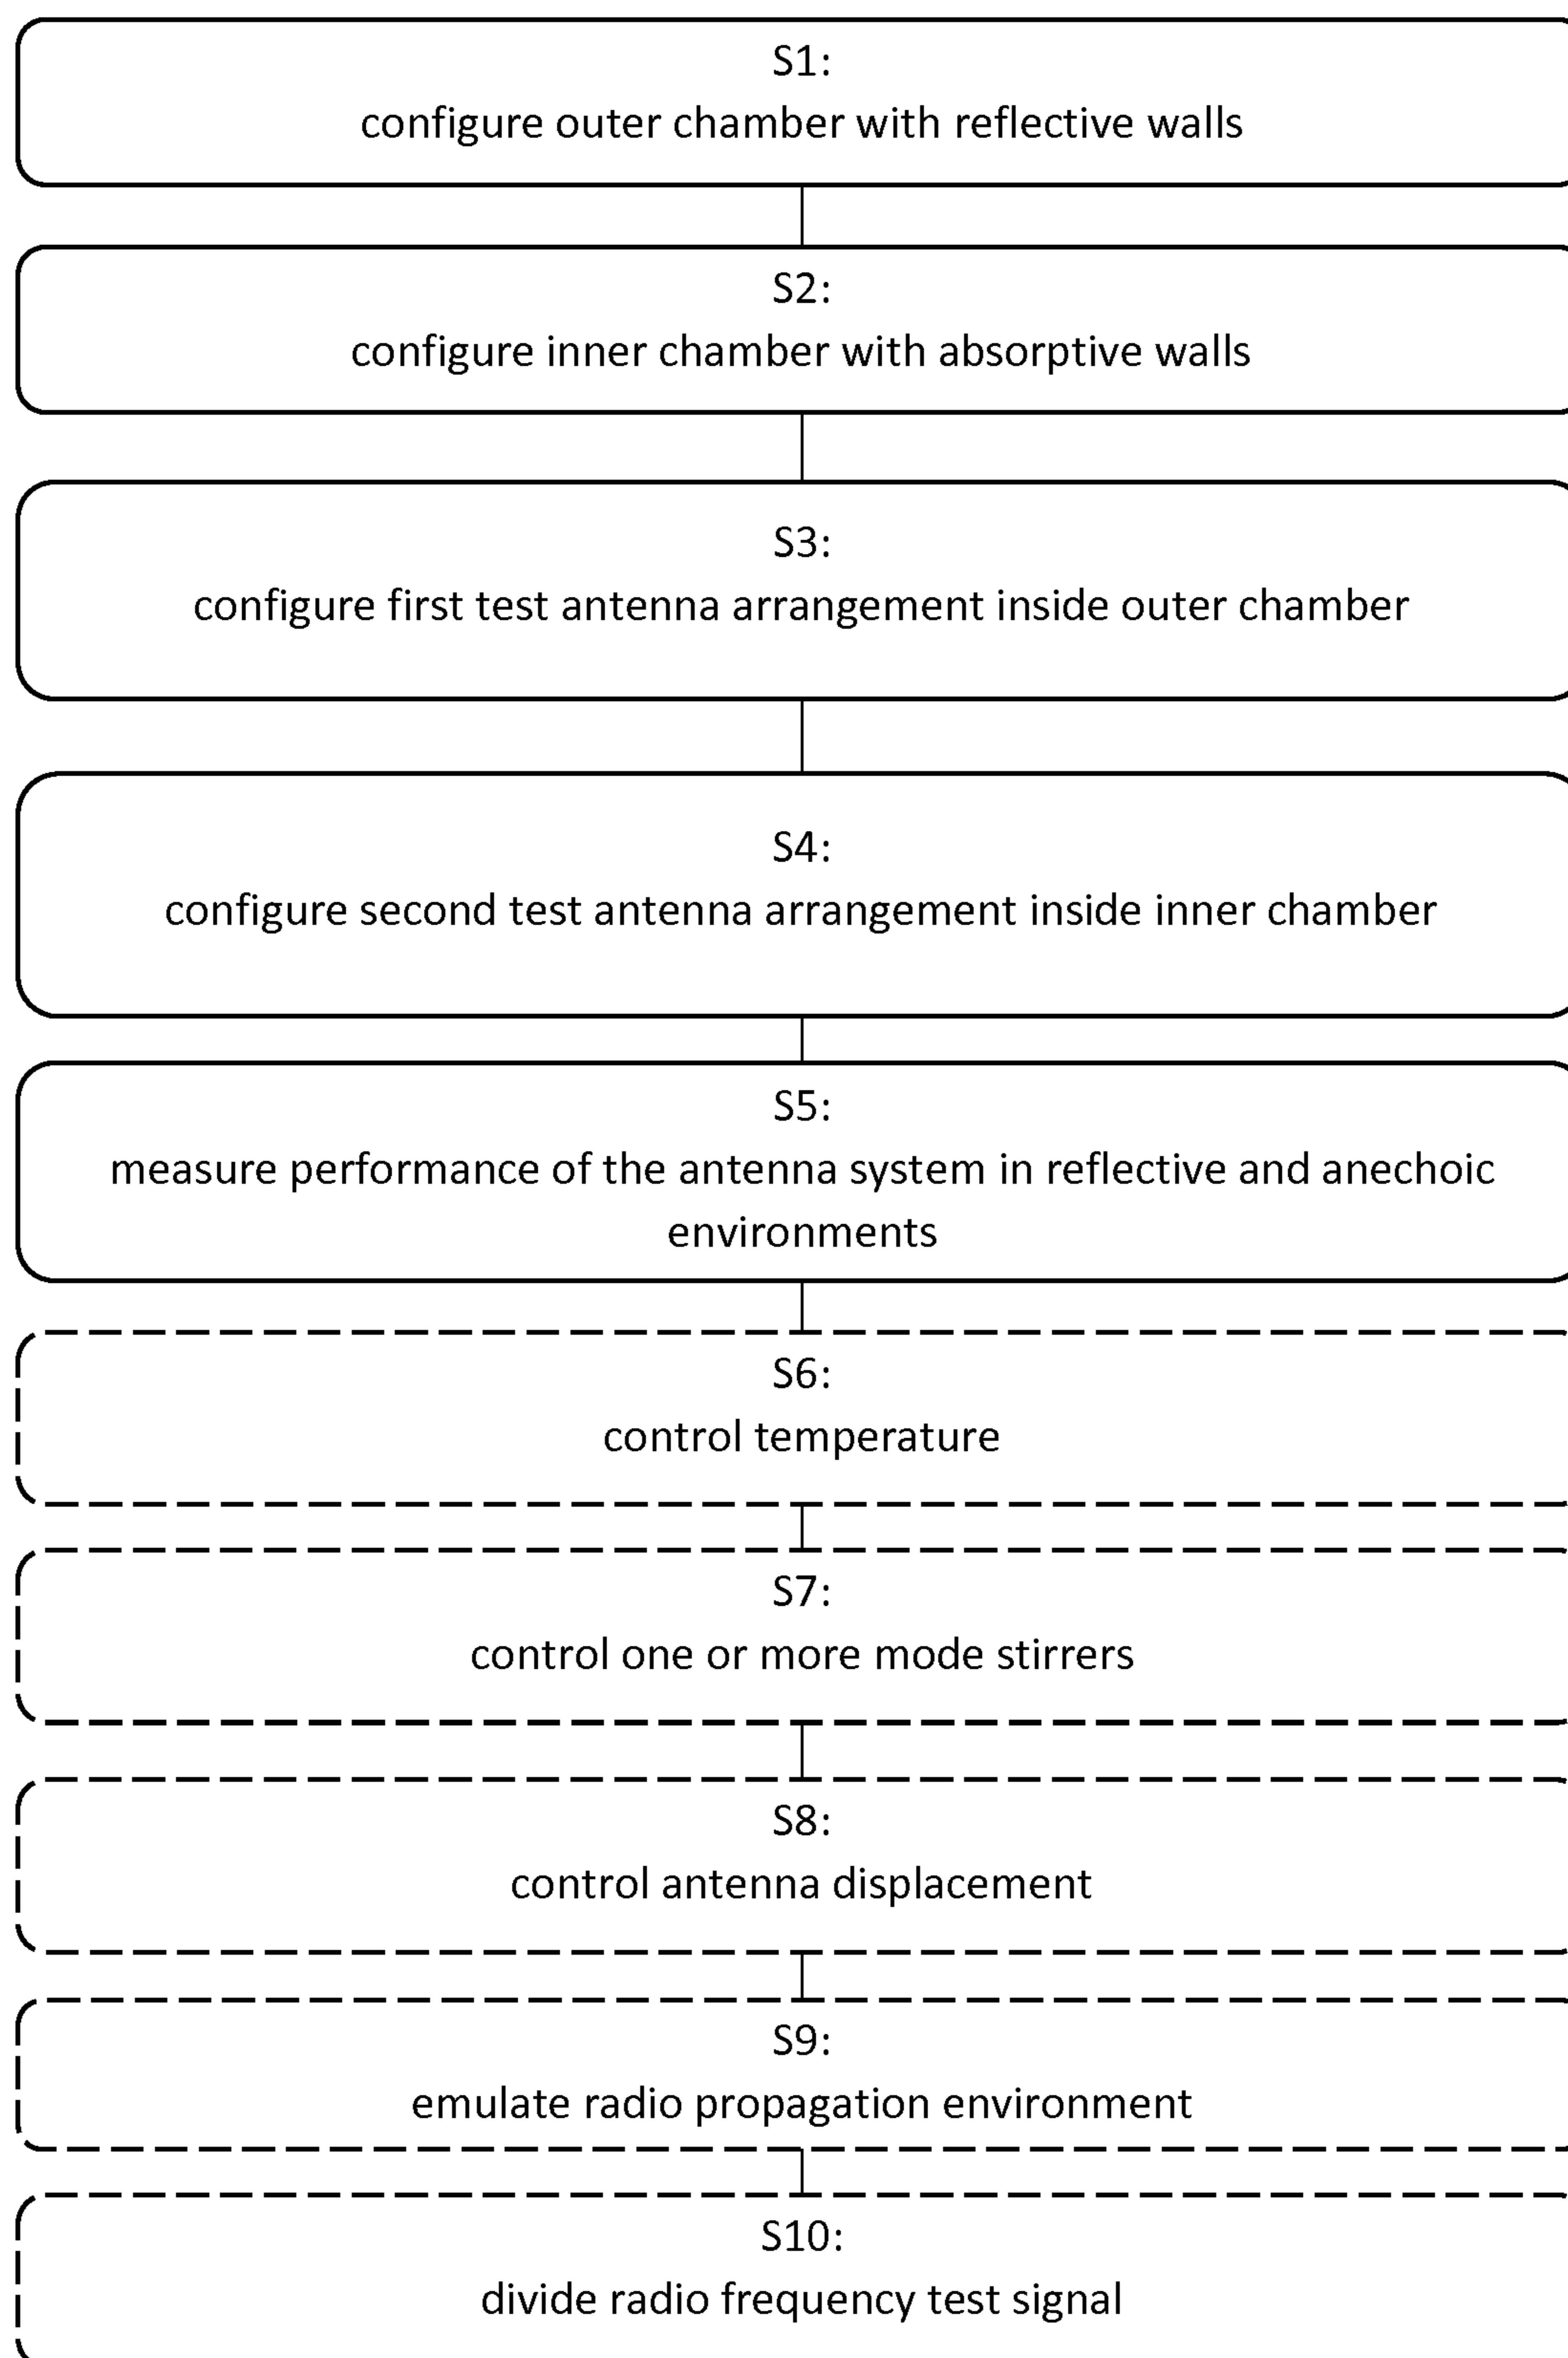 S1:
configure outer chamber with reflective walls
S2:
configure inner chamber with absorptive walls
S3:
configure first test antenna arrangement inside outer chamber
S4:
configure second test antenna arrangement inside inner chamber
S5:
measure performance of the antenna system in reflective and anechoic
environments
S6:
control temperature
S7:
control one or more mode stirrers
S8:
control antenna displacement
S9:
emulate radio propagation environment
S10:
divide radio frequency test signal